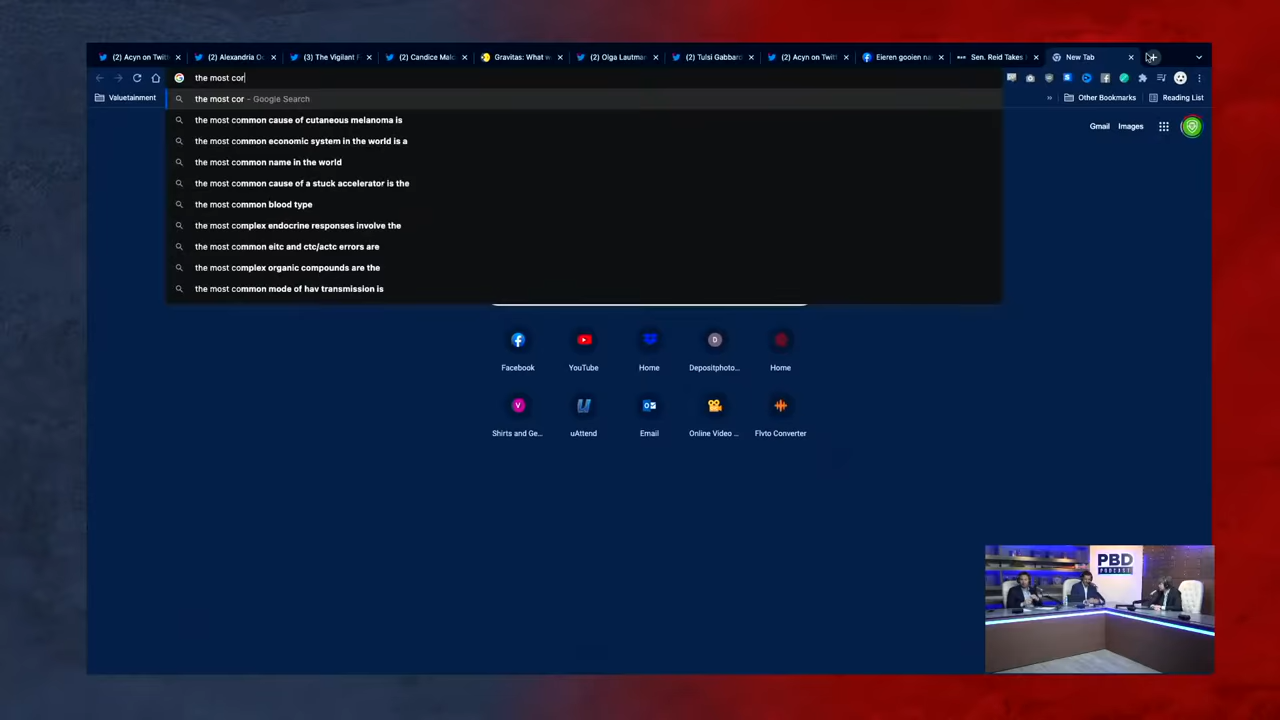 (2) Acyn on Twitt
(2) Alexandria Oc
(3) The Vigilant F
(2) Candice Malc
Gravitas: What w
(2) Olga Lautmar
(2) Tulsi Gabbard
(2) Acyn on Twitt
Eieren gooien na
Sen. Reid Takes
New Tab
the most cor
Valuetainment
Other Bookmarks
Reading List
the most cor - Google Search
the most common cause of cutaneous melanoma is
the most common economic system in the world is a
the most common name in the world
the most common cause of a stuck accelerator is the
the most common blood type
the most complex endocrine responses involve the
the most common eitc and ctc/actc errors are
the most complex organic compounds are the
the most common mode of hav transmission is
Gmail
Images
Facebook
YouTube
Home
D
Depositphoto...
Home
V
Shirts and Ge...
uAttend
Email
Online Video ...
Flvto Converter
PBD
PODCAST